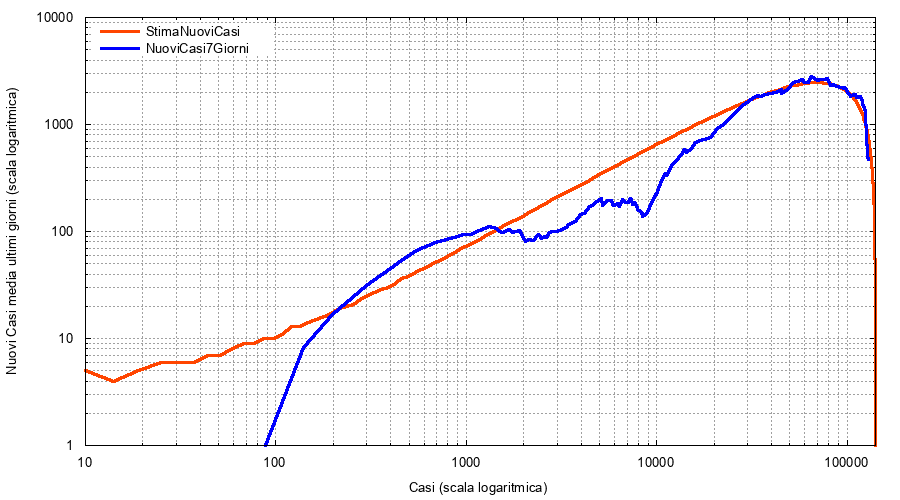 10000
1000
100
10
1
StimaNuoviCasi
NuoviCasi7Giorni
Nuovi Casi media ultimi giorni (scala logaritmica)
10 100 1000 10000 100000
Casi (scala logaritmica)